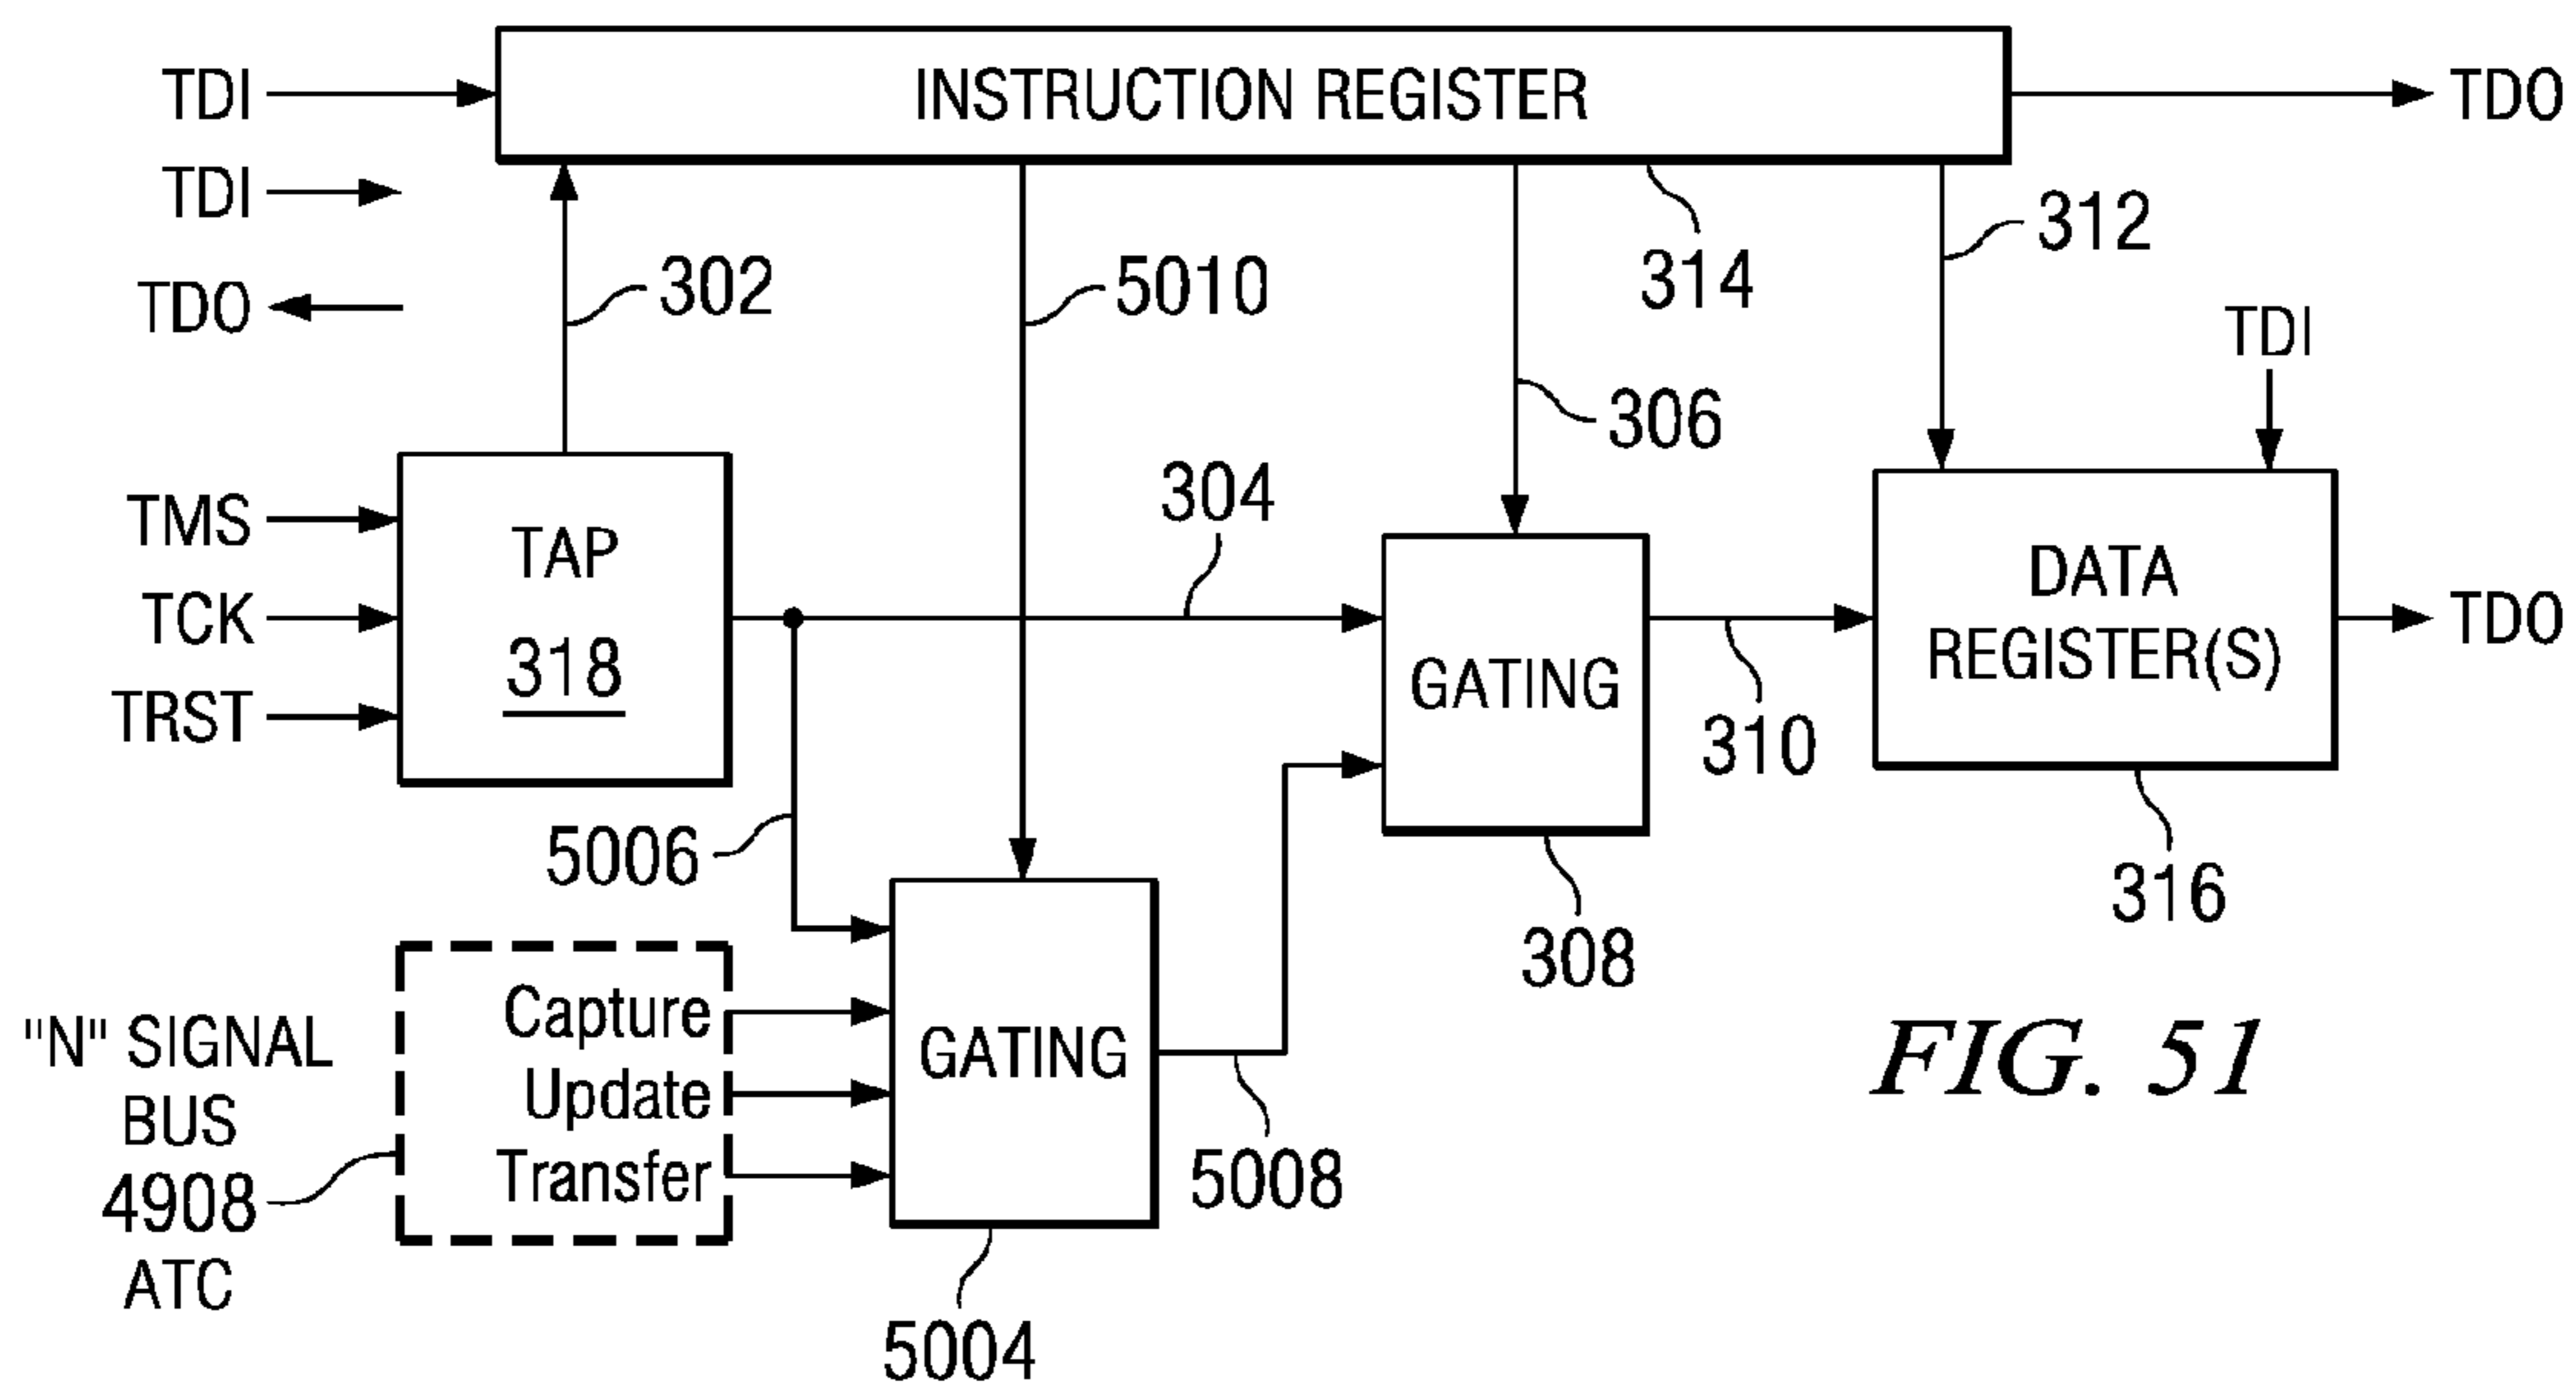 TDI
INSTRUCTION REGISTER
TDO
TDI
312
302
5010
314
TDO
TDI
306
304
TMS
TAP
DATA
TCK
TDO
REGISTER(S)
318
GATING
TRST
310
5006
316
308
Capture
"N" SIGNAL
GATING
FIG. 51
Update
BUS
Transfer
5008
4908
ATC
5004